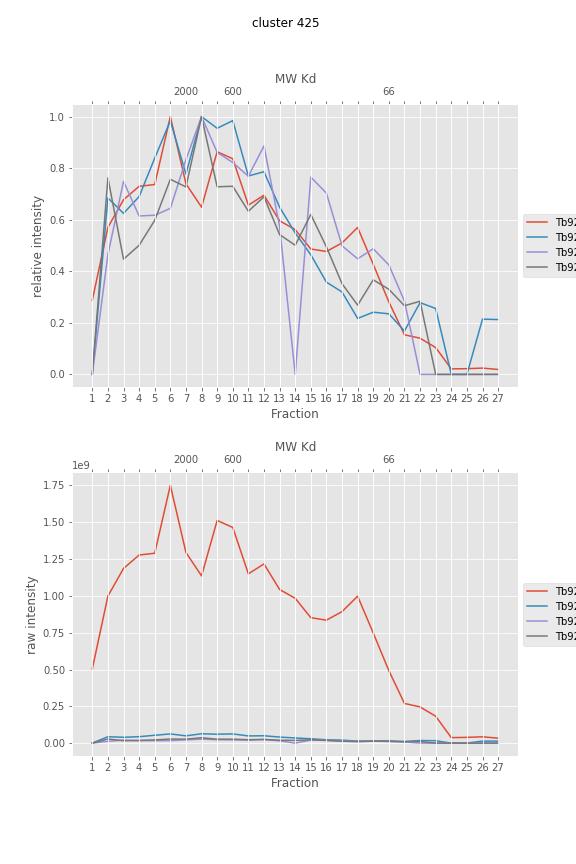 cluster 425
MW Kd
2000 600 66
1.0
0.8
0.6
0.4
0.2
0.0
relative intensity
1 2 3 4 5 6 7 8 9 10 11 12 13 14 15 16 17 18 19 20 21 22 23 24 25 26 27
Fraction
Tb92
Tb92
Tb92
Tb92
MW Kd
2000 600 66
1e9
1.75
1.50
1.25
1.00
0.75
0.50
0.25
0.00
raw intensity
1 2 3 4 5 6 7 8 9 10 11 12 13 14 15 16 17 18 19 20 21 22 23 24 25 26 27
Fraction
Tb92
Tb92
Tb92
Tb92